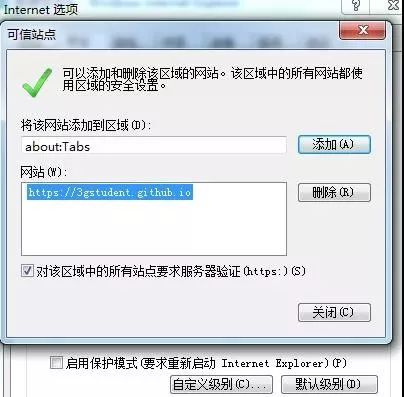 Internet 选项
可信站点
可以添加和删除该区域的网站。该区域中的所有网站都使
用区域的安全设置。
将该网站添加到区域(D):
about:Tabs
添加(A)
网站(W):
https://3gstudent.github.io
删除(R)
对该区域中的所有站点要求服务器验证(https:)(S)
关闭(C)
启用保护模式(要求重新启动 Internet Explorer)(P)
自定义级别(C)...
默认级别(D)